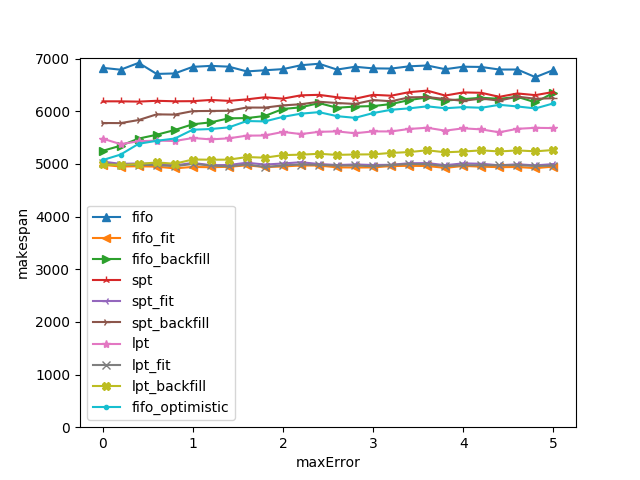 7000
6000
5000
4000
3000
2000
1000
0
makespan
fifo
fifo_fit
fifo_backfill
spt
spt_fit
spt_backfill
lpt
lpt_fit
lpt_backfill
fifo_optimistic
0 1 2 3 4 5
maxError